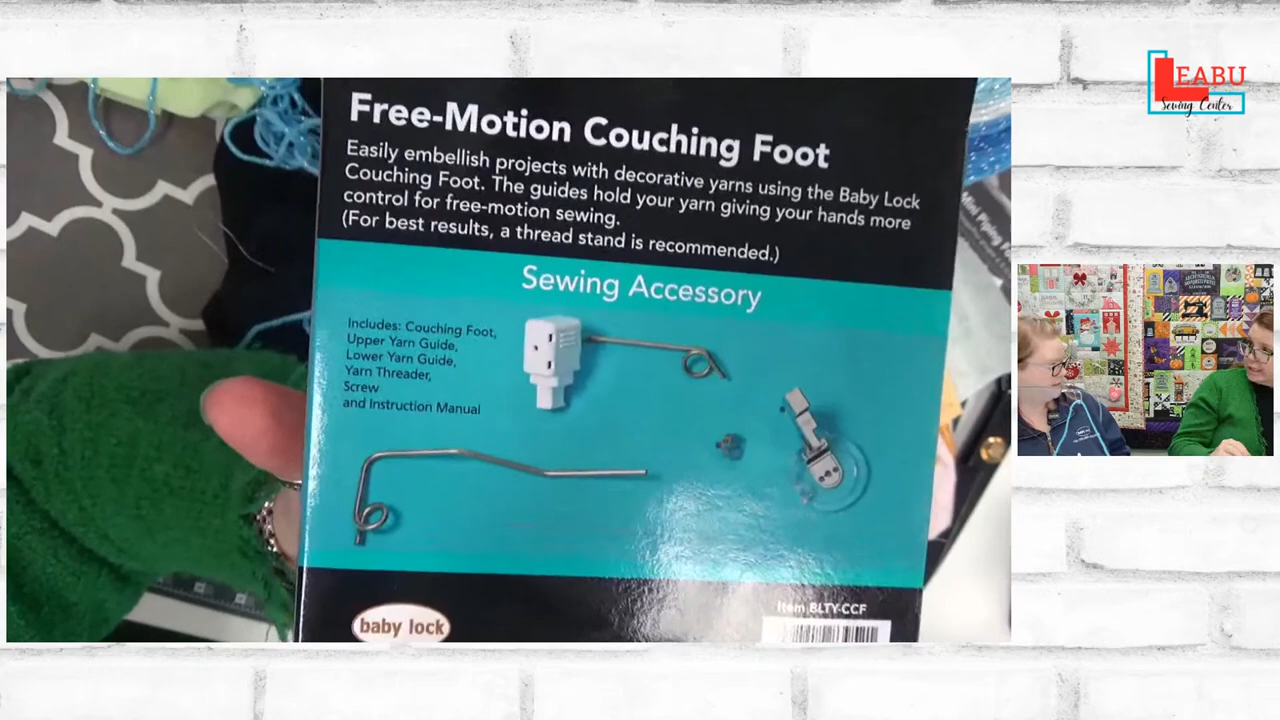 LEABU
Sewing Center
Free-Motion Couching Foot
Easily embellish projects with decorative yarns using the Baby Lock
Couching Foot. The guides hold your yarn giving your hands more
control for free-motion sewing.
(For best results, a thread stand is recommended.)
Sewing Accessory
Includes: Couching Foot,
Upper Yarn Guide,
Lower Yarn Guide,
Yarn Threader,
Screw
and Instruction Manual
baby lock
Item BLTY-CCF
Mini Piping